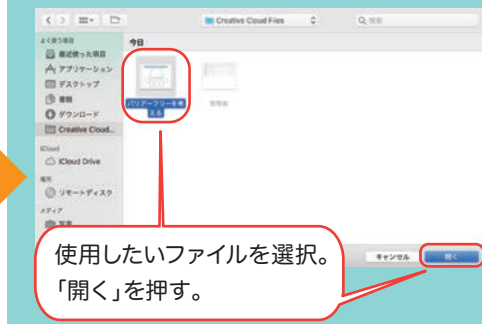 Creative Cloud Files
検索
よく使う項目
今日
最近使った項目
アプリケーション
デスクトップ
書類
ダウンロード
Creative Cloud...
iCloud
iCloud Drive
場所
リモートディスク
メディア
写真
バリアーフリーを考
える
使用したいファイルを選択。
「開く」を押す。
キャンセル
開く